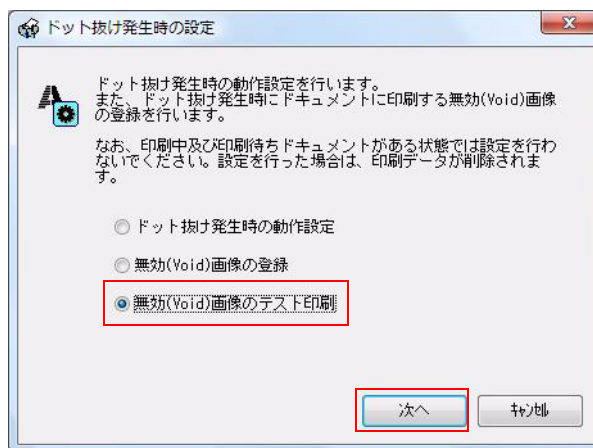 ドット抜け発生時の設定
ドット抜け発生時の動作設定を行います。
また、ドット抜け発生時にドキュメントに印刷する無効(Void)画像
の登録を行います。
なお、印刷中及び印刷待ちドキュメントがある状態では設定を行わ
ないでください。設定を行った場合は、印刷データが削除されま
す。
ドット抜け発生時の動作設定
無効(Void)画像の登録
無効(Void)画像のテスト印刷
次へ
ｷｬﾝｾﾙ